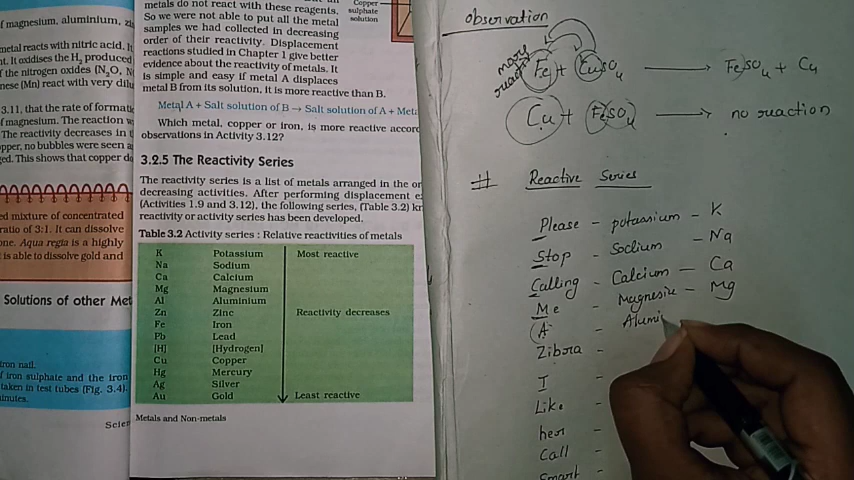 f magnesium, aluminium, zi
metal reacts with nitric acid. It
nt. It oxidises the H₂ produced
f the nitrogen oxides (N₂O, N
nese (Mn) react with very dilu
3.11, that the rate of formati
f magnesium. The reaction w
The reactivity decreases in t
pper, no bubbles were seen a
ged. This shows that copper do
ed mixture of concentrated
ratio of 3:1. It can dissolve
one. Aqua regia is a highly
is able to dissolve gold and
Solutions of other Met
iron nail.
f iron sulphate and the iron
taken in test tubes (Fig. 3.4).
inutes.
Scien
metals do not react with these reagents.
So we were not able to put all the metal
samples we had collected in decreasing
order of their reactivity. Displacement
reactions studied in Chapter 1 give better
evidence about the reactivity of metals. It
is simple and easy if metal A displaces
metal B from its solution, it is more reactive than B.
Metal A + Salt solution of B → Salt solution of A + Meta
Which metal, copper or iron, is more reactive accor
observations in Activity 3.12?
Copper
sulphate
solution
3.2.5 The Reactivity Series
The reactivity series is a list of metals arranged in the or
decreasing activities. After performing displacement e
(Activities 1.9 and 3.12), the following series, (Table 3.2) kn
reactivity or activity series has been developed.
Table 3.2 Activity series : Relative reactivities of metals
K Potassium Most reactive
Na Sodium
Ca Calcium
Mg Magnesium
Al Aluminium
Zn Zinc Reactivity decreases
Fe Iron
Pb Lead
[H] [Hydrogen]
Cu Copper
Hg Mercury
Ag Silver
Au Gold Least reactive
Metals and Non-metals
observation
more
Fe + CuSO₄ → FeSO₄ + Cu
Cu + FeSO₄ → no reaction
# Reactive Series
Please - potassium - K
Stop - Sodium - Na
Calling - Calcium - Ca
Me - Magnesiu - Mg
A - Alumi
Zibora -
I -
Like -
her -
Call -
Smart -